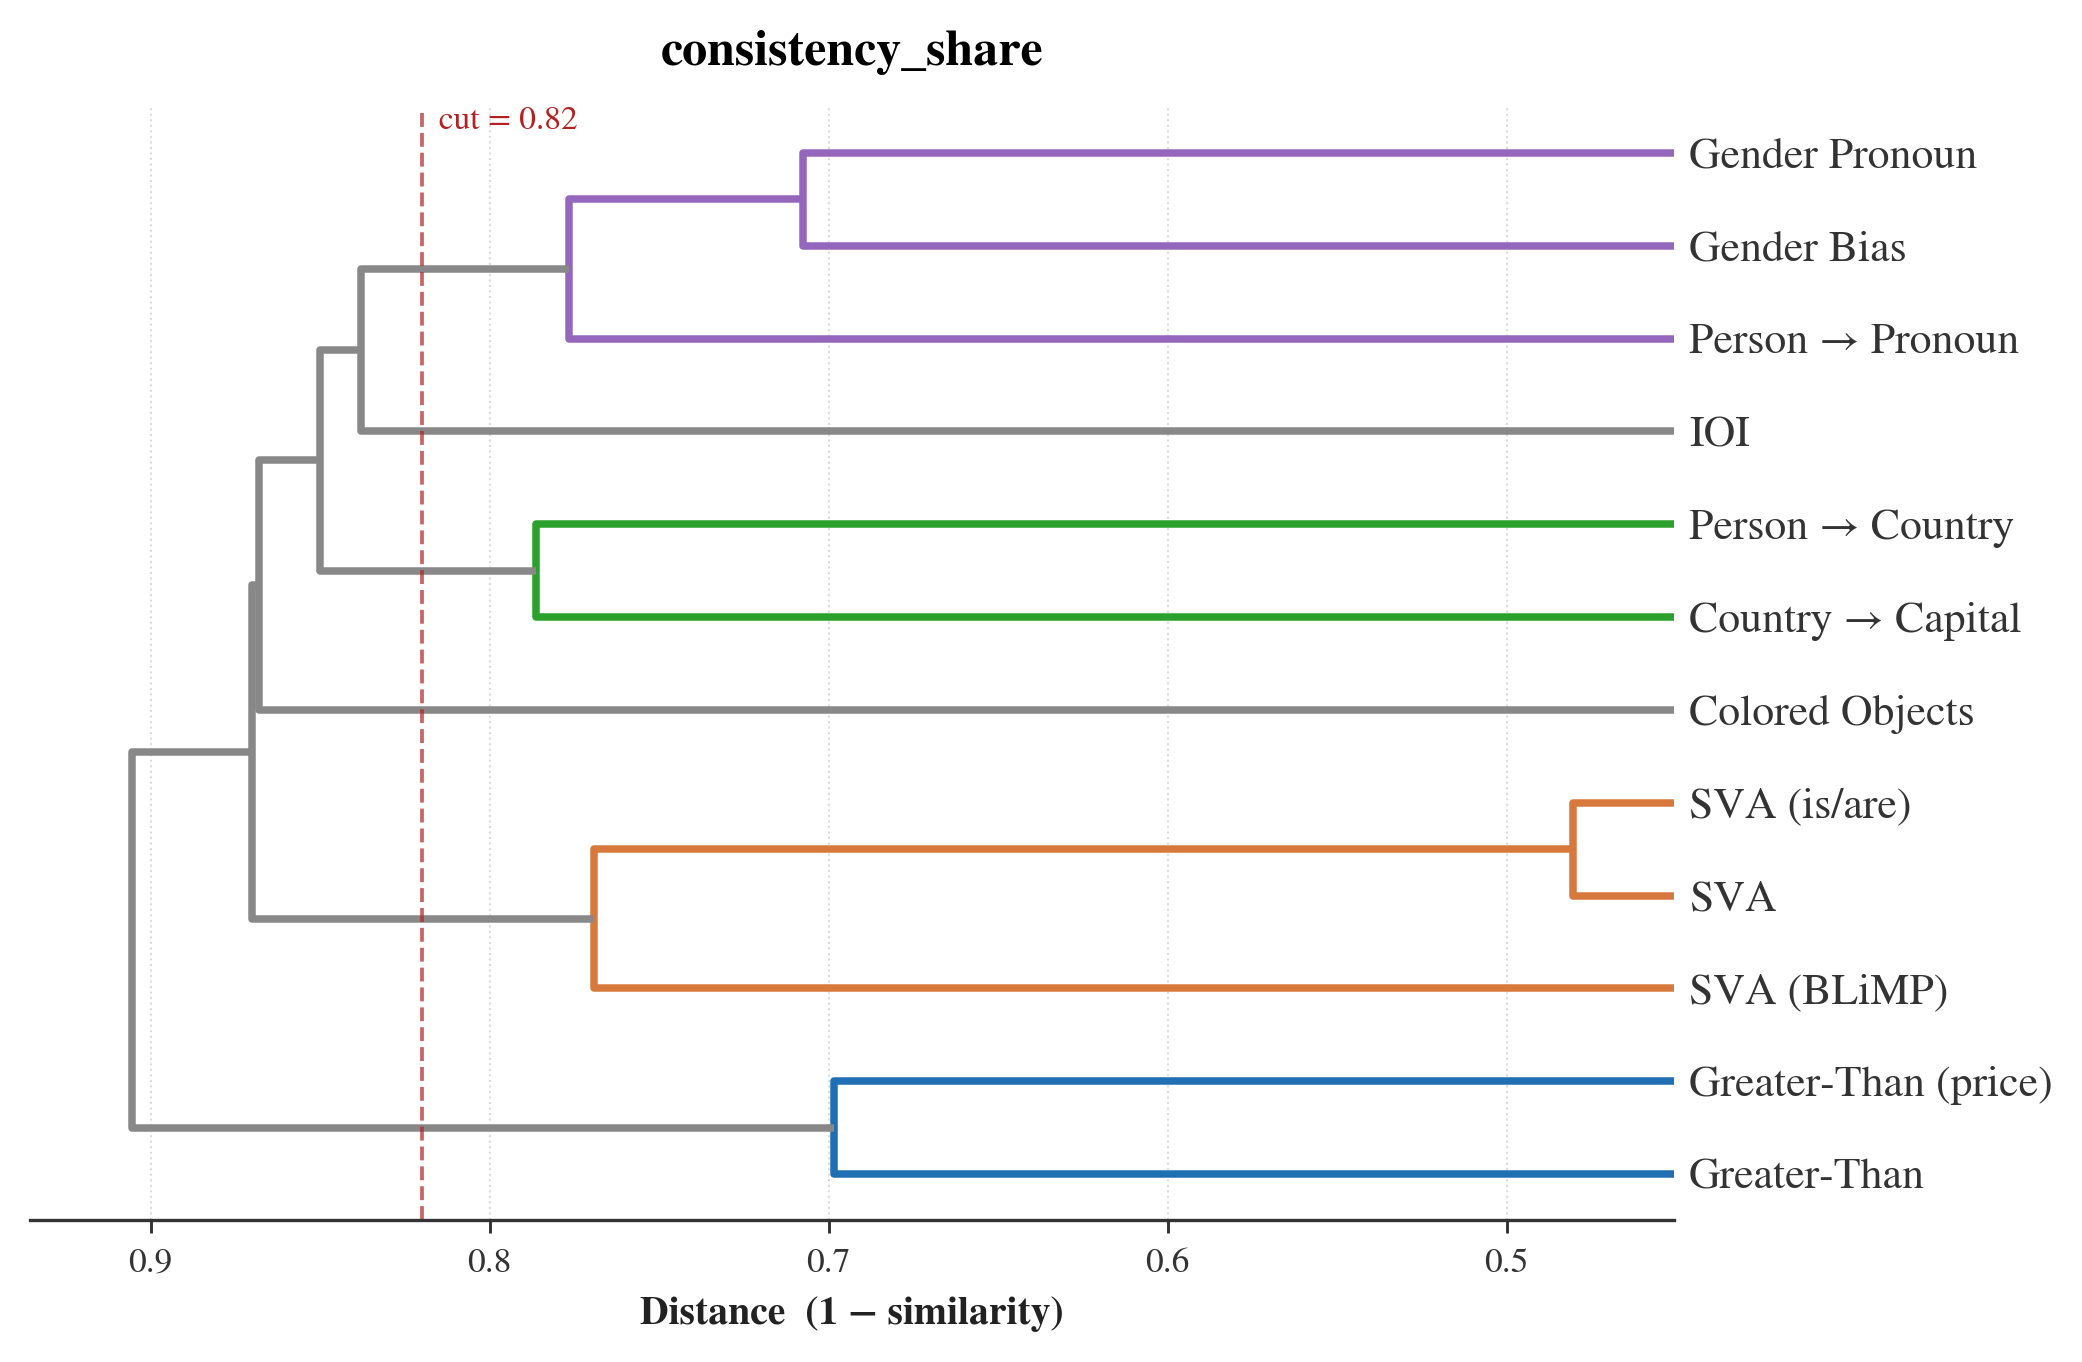 consistency_share
cut = 0.82
Gender Pronoun
Gender Bias
Person → Pronoun
IOI
Person → Country
Country → Capital
Colored Objects
SVA (is/are)
SVA
SVA (BLiMP)
Greater-Than (price)
Greater-Than
0.9 0.8 0.7 0.6 0.5
Distance (1 − similarity)